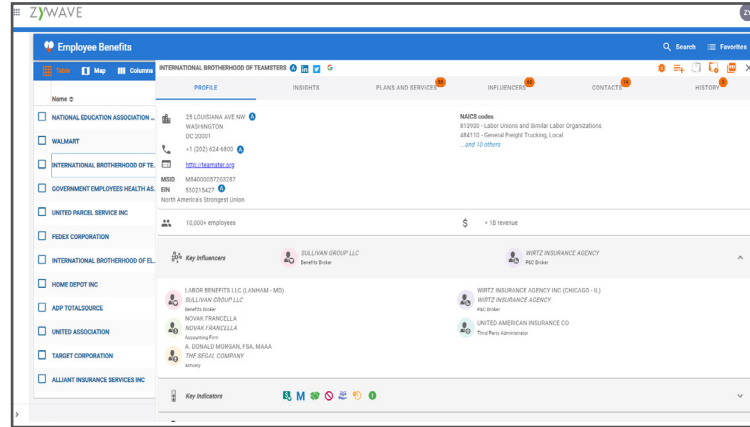 ZYWAVE
ZY
Employee Benefits
Search
Favorites
Table
Map
Columns
INTERNATIONAL BROTHERHOOD OF TEAMSTERS
PROFILE
INSIGHTS
PLANS AND SERVICES
INFLUENCERS
CONTACTS
14
HISTORY
Name
NATIONAL EDUCATION ASSOCIATION ...
WALMART
INTERNATIONAL BROTHERHOOD OF TE...
GOVERNMENT EMPLOYEES HEALTH AS...
UNITED PARCEL SERVICE INC
FEDEX CORPORATION
INTERNATIONAL BROTHERHOOD OF EL...
HOME DEPOT INC
ADP TOTALSOURCE
UNITED ASSOCIATION
TARGET CORPORATION
ALLIANT INSURANCE SERVICES INC
25 LOUISIANA AVE NW
WASHINGTON
DC 20001
+1 (202) 624-6800
http://teamster.org
MSID M84000057203287
EIN 530215427
North America's Strongest Union
NAICS codes
813930 - Labor Unions and Similar Labor Organizations
484110 - General Freight Trucking, Local
...and 10 others
10,000+ employees
$ + 1B revenue
Key Influencers
SULLIVAN GROUP LLC
Benefits Broker
WIRTZ INSURANCE AGENCY
P&C Broker
LABOR BENEFITS LLC (LANHAM - MD)
SULLIVAN GROUP LLC
Benefits Broker
NOVAK FRANCELLA
NOVAK FRANCELLA
Accounting Firm
A. DONALD MORGAN, FSA, MAAA
THE SEGAL COMPANY
Actuary
WIRTZ INSURANCE AGENCY INC (CHICAGO - IL)
WIRTZ INSURANCE AGENCY
P&C Broker
UNITED AMERICAN INSURANCE CO
Third Party Administrator
Key Indicators